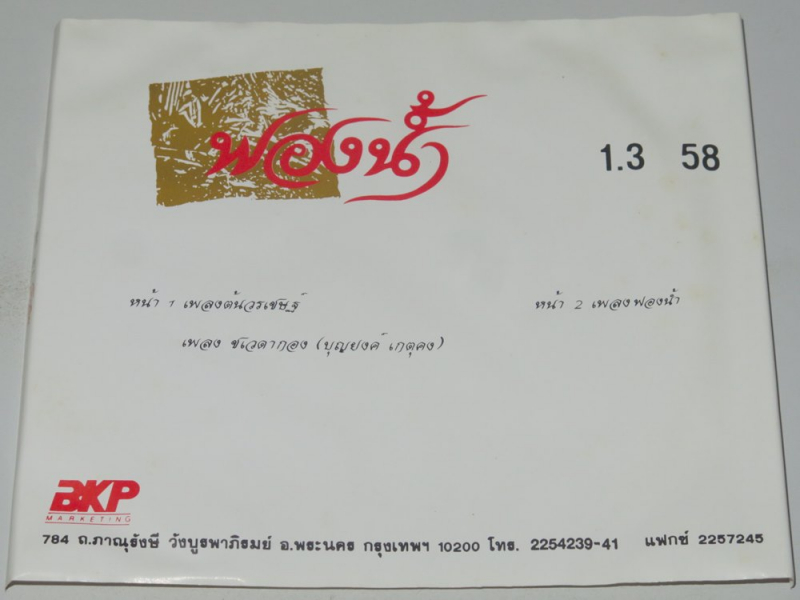 ฟองน้ำ
1.3 58
หน้า 1 เพลงต้นวรเชษฐ์
หน้า 2 เพลงฟองน้ำ
เพลง ชเวดากอง (บุญยงค์ เกตุคง)
BKP
MARKETING
784 ถ.ภาณุรังษี วังบูรพาภิรมย์ อ.พระนคร กรุงเทพฯ 10200 โทร. 2254239-41 แฟกซ์ 2257245